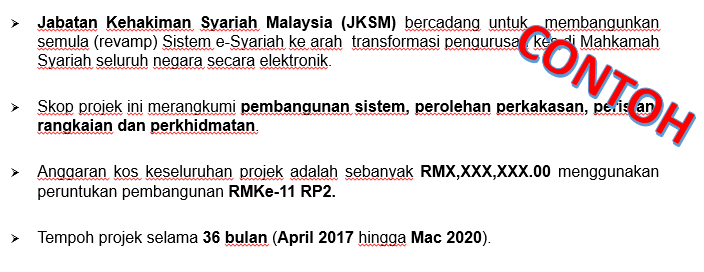 ➢ Jabatan Kehakiman Syariah Malaysia (JKSM) bercadang untuk membangunkan
semula (revamp) Sistem e-Syariah ke arah transformasi pengurusan kes di Mahkamah
Syariah seluruh negara secara elektronik.
➢ Skop projek ini merangkumi pembangunan sistem, perolehan perkakasan, perisian,
rangkaian dan perkhidmatan.
➢ Anggaran kos keseluruhan projek adalah sebanyak RMX,XXX,XXX.00 menggunakan
peruntukan pembangunan RMKe-11 RP2.
➢ Tempoh projek selama 36 bulan (April 2017 hingga Mac 2020).
CONTOH